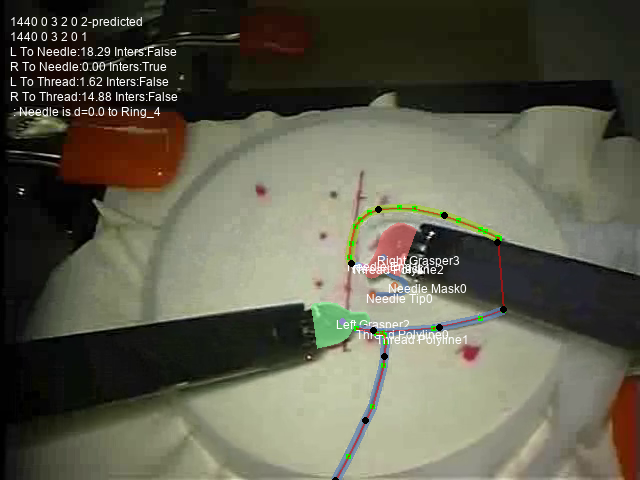 1440 0 3 2 0 2-predicted
1440 0 3 2 0 1
L To Needle:18.29 Inters:False
R To Needle:0.00 Inters:True
L To Thread:1.62 Inters:False
R To Thread:14.88 Inters:False
: Needle is d=0.0 to Ring_4
Right Grasper3
Thread Polyline2
Needle Mask0
Needle Tip0
Left Grasper2
Thread Polyline0
Thread Polyline1